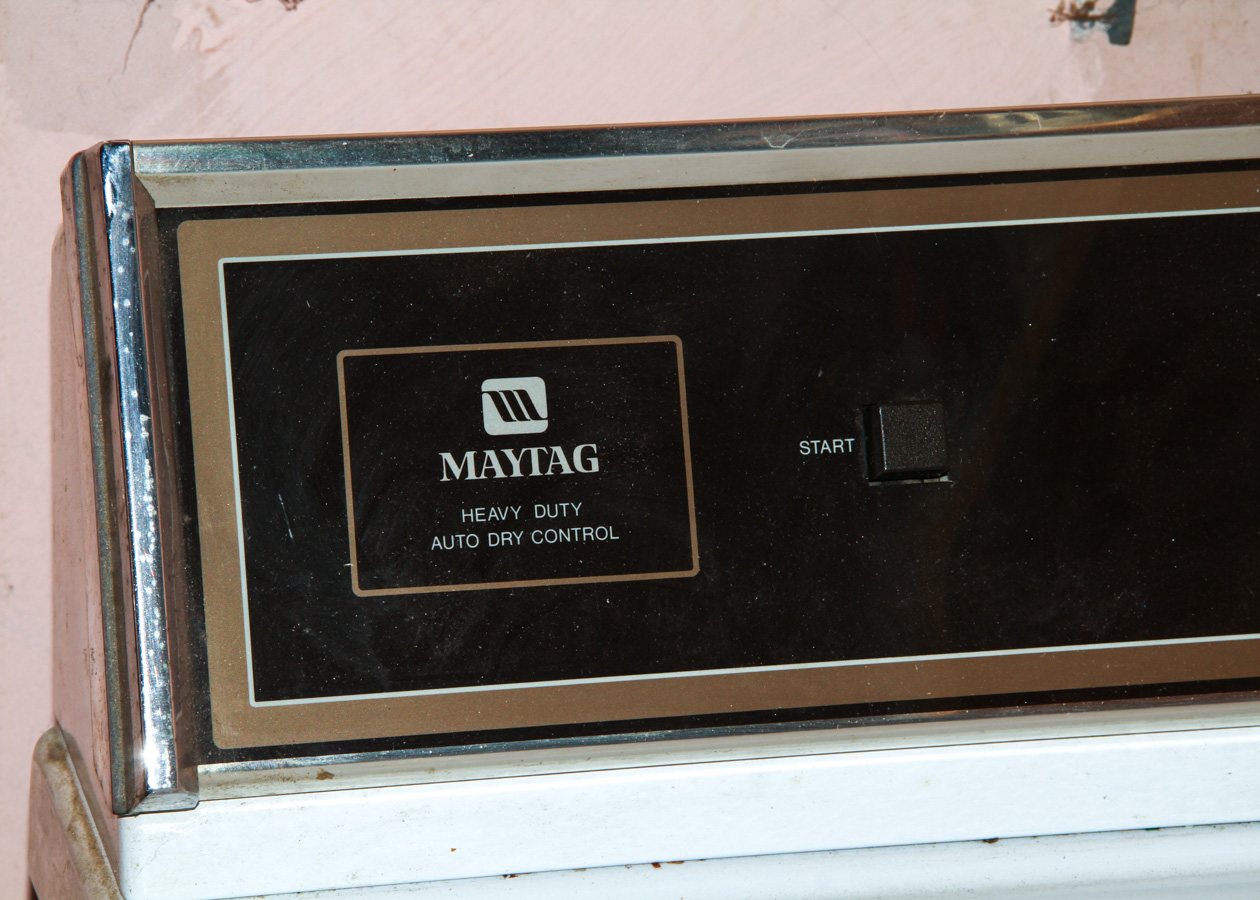 MAYTAG
HEAVY DUTY
AUTO DRY CONTROL
START